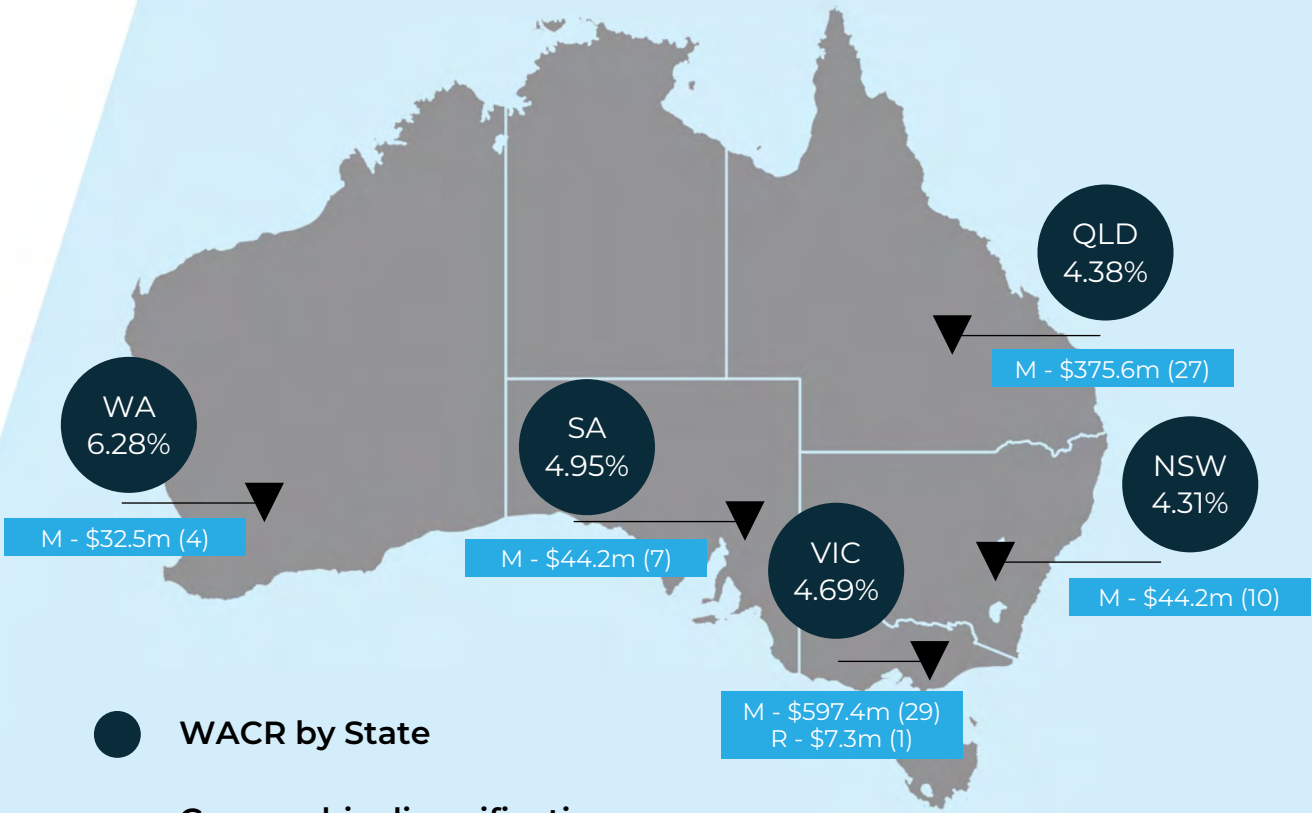 QLD
4.38%
M - $375.6m (27)
WA
6.28%
M - $32.5m (4)
SA
4.95%
M - $44.2m (7)
NSW
4.31%
M - $44.2m (10)
VIC
4.69%
M - $597.4m (29)
R - $7.3m (1)
WACR by State